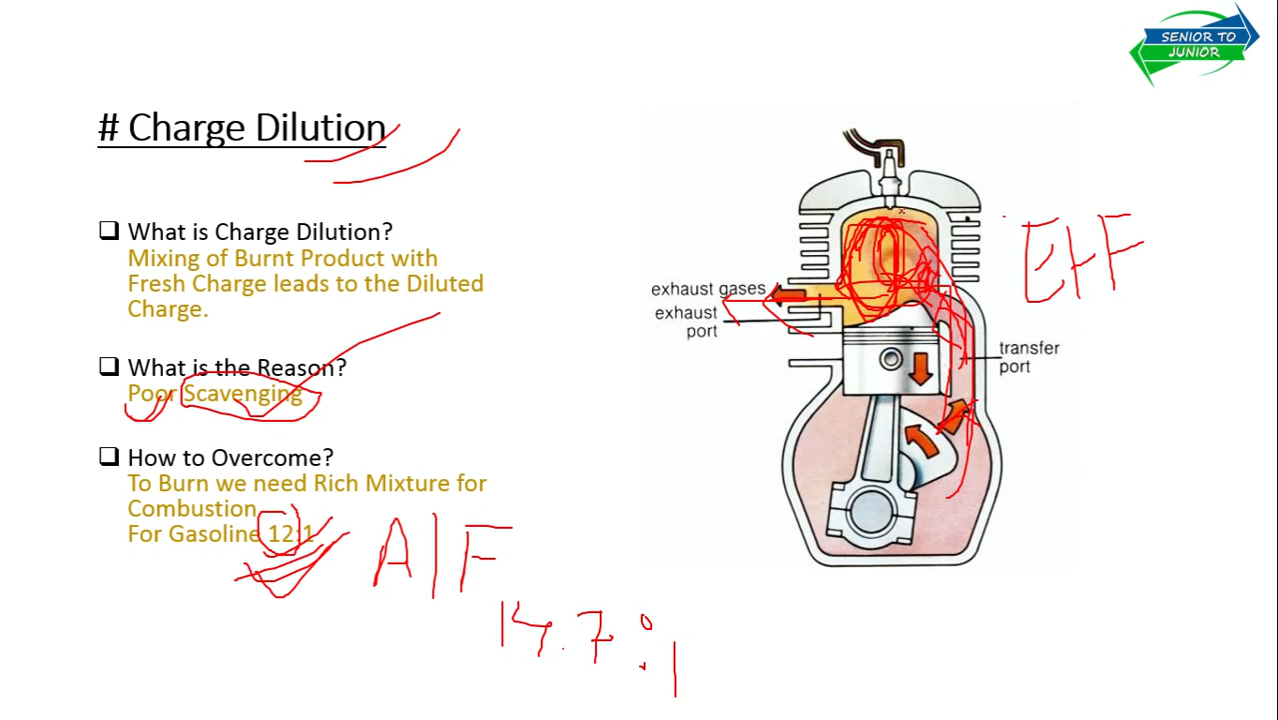 SENIOR TO
JUNIOR
# Charge Dilution
❑ What is Charge Dilution?
Mixing of Burnt Product with
Fresh Charge leads to the Diluted
Charge.
❑ What is the Reason?
Poor Scavenging
❑ How to Overcome?
To Burn we need Rich Mixture for
Combustion
For Gasoline 12:1
A/F
14.7:1
exhaust gases
exhaust
port
transfer
port